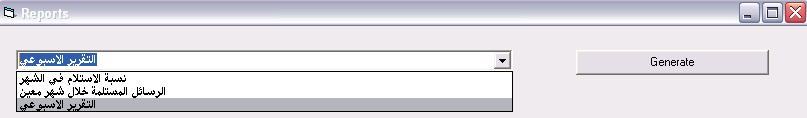 Reports
التقرير الاسبوعي
Generate
نسبة الاستلام في الشهر
الرسائل المستلمة خلال شهر معين
التقرير الاسبوعي